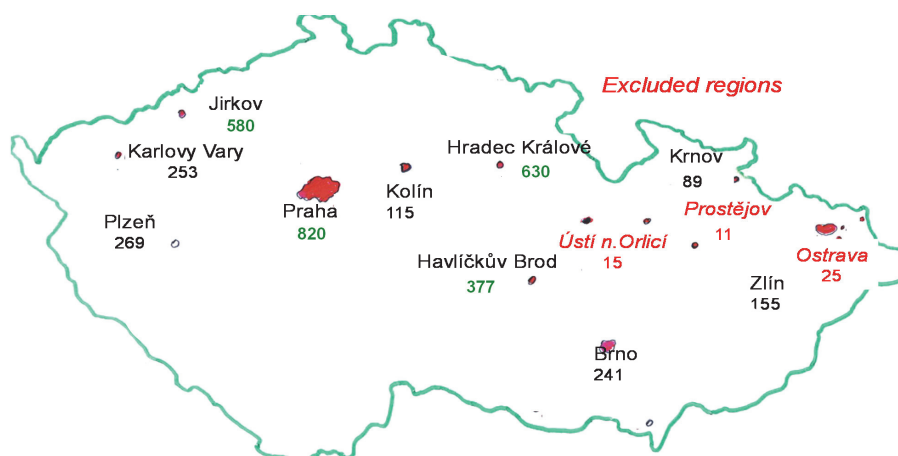 Excluded regions
Jirkov
580
Karlovy Vary
253
Hradec Králové
630
Krnov
89
Kolín
115
Praha
820
Plzeň
269
Prostějov
11
Ústí n.Orlicí
15
Ostrava
25
Havlíčkův Brod
377
Zlín
155
Brno
241